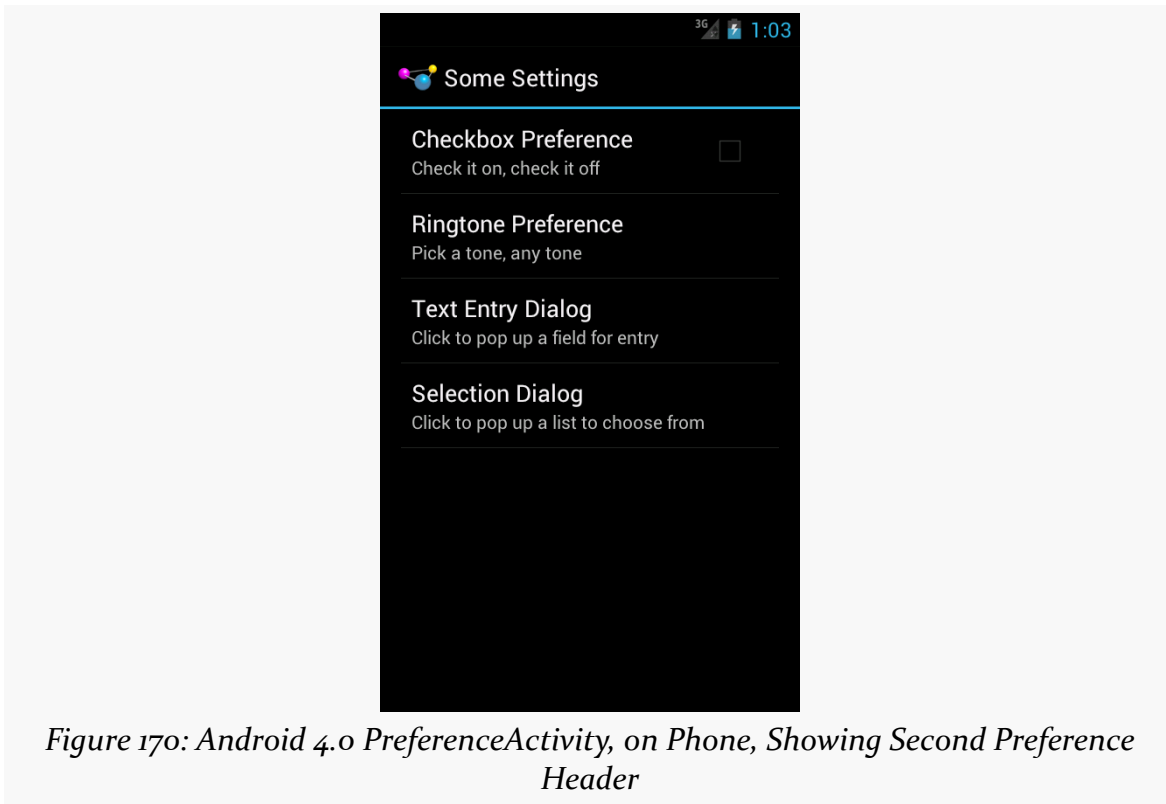 3G 1:03
Some Settings
Checkbox Preference
Check it on, check it off
Ringtone Preference
Pick a tone, any tone
Text Entry Dialog
Click to pop up a field for entry
Selection Dialog
Click to pop up a list to choose from
Figure 170: Android 4.0 PreferenceActivity, on Phone, Showing Second Preference
Header